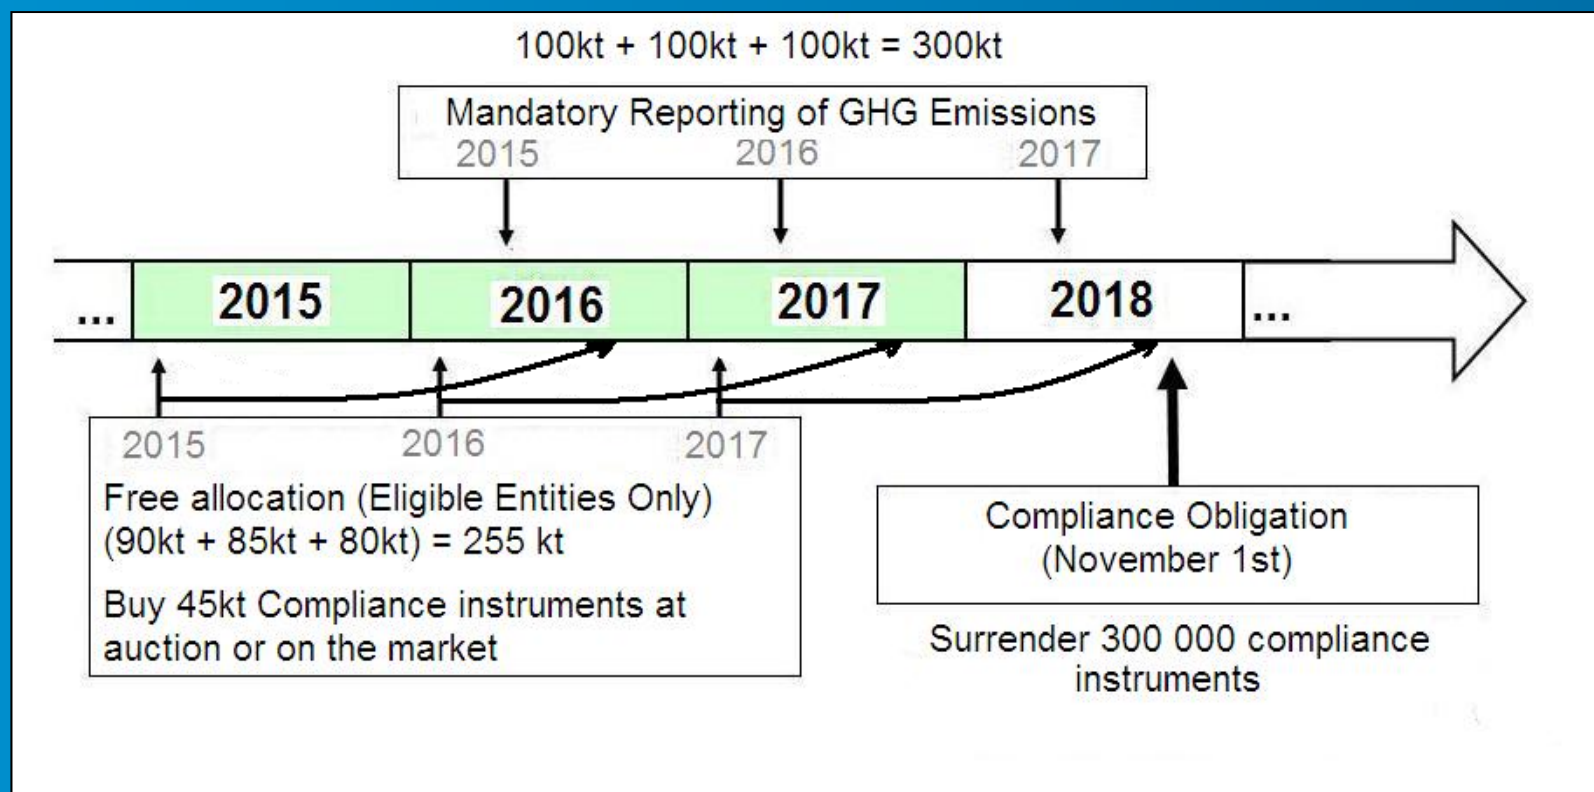 100kt + 100kt + 100kt = 300kt
Mandatory Reporting of GHG Emissions
2015 2016 2017
... 2015 2016 2017 2018 ...
2015 2016 2017
Free allocation (Eligible Entities Only)
(90kt + 85kt + 80kt) = 255 kt
Buy 45kt Compliance instruments at
auction or on the market
Compliance Obligation
(November 1st)
Surrender 300 000 compliance
instruments